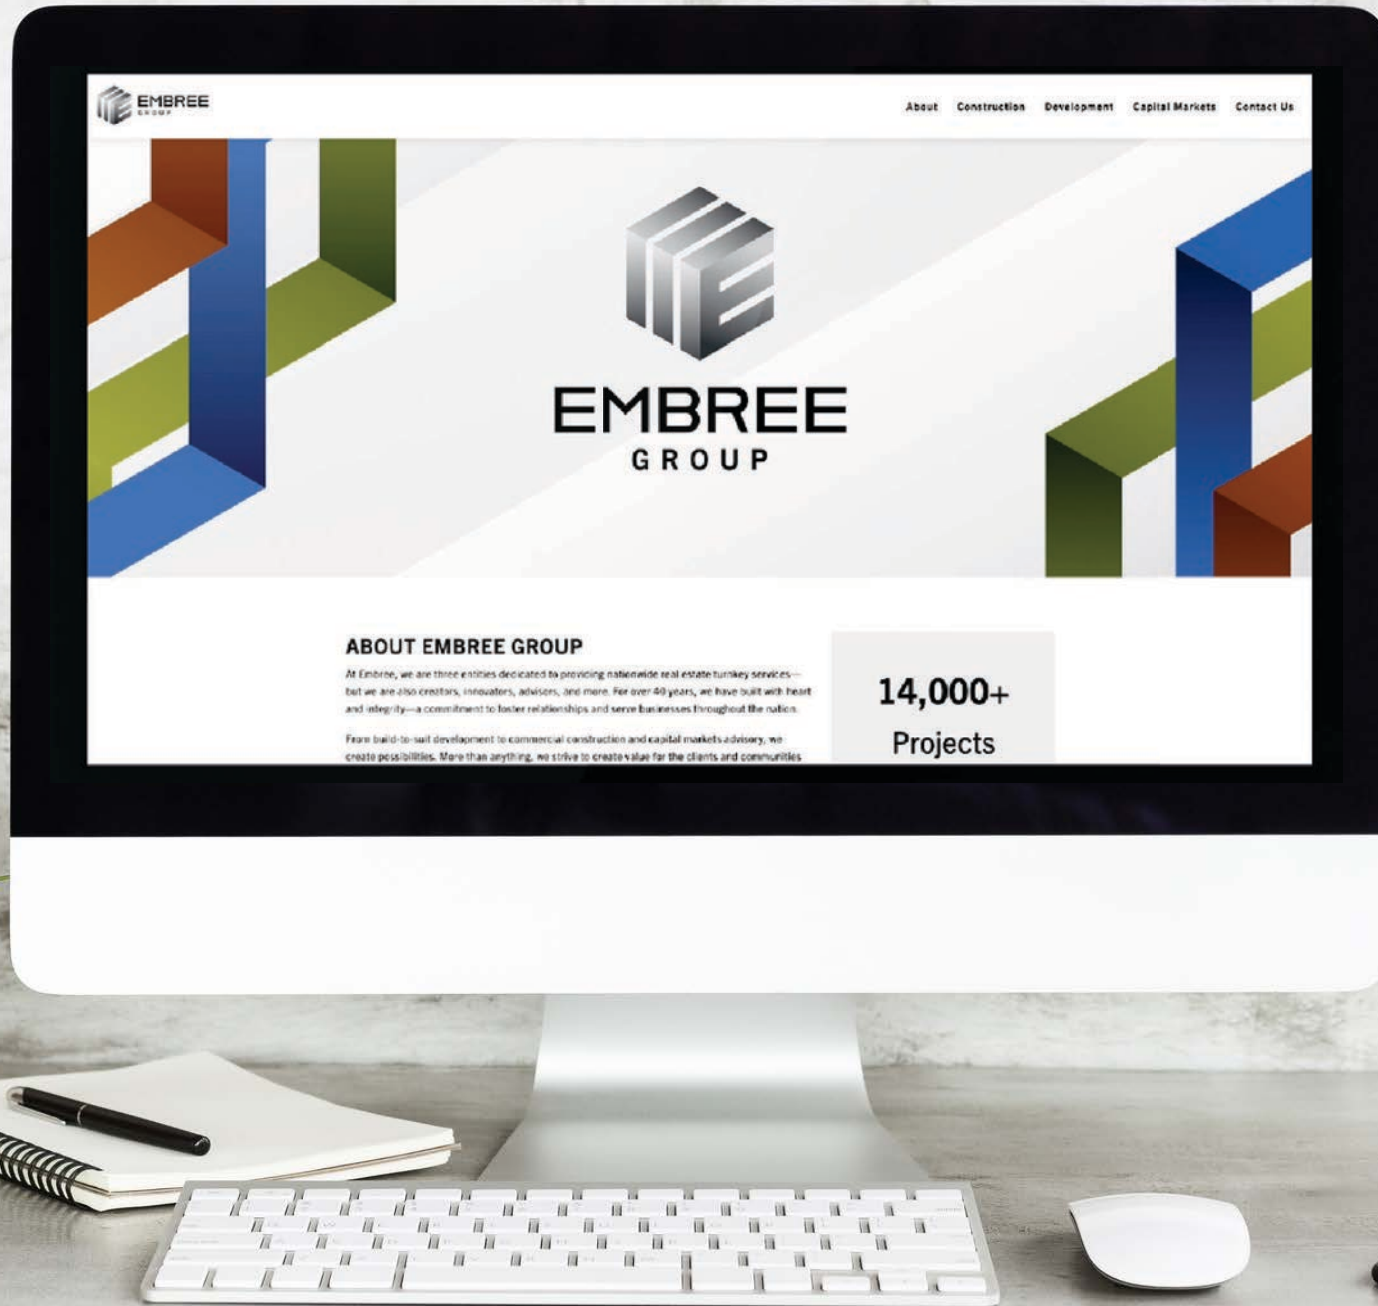 EMBREE
GROUP
About Construction Development Capital Markets Contact Us
EMBREE
GROUP
ABOUT EMBREE GROUP
At Embree, we are three entities dedicated to providing nationwide real estate turnkey services—
but we are also creators, innovators, advisors, and more. For over 40 years, we have built with heart
and integrity—a commitment to foster relationships and serve businesses throughout the nation.
From build-to-suit development to commercial construction and capital markets advisory, we
create possibilities. More than anything, we strive to create value for the clients and communities
14,000+
Projects